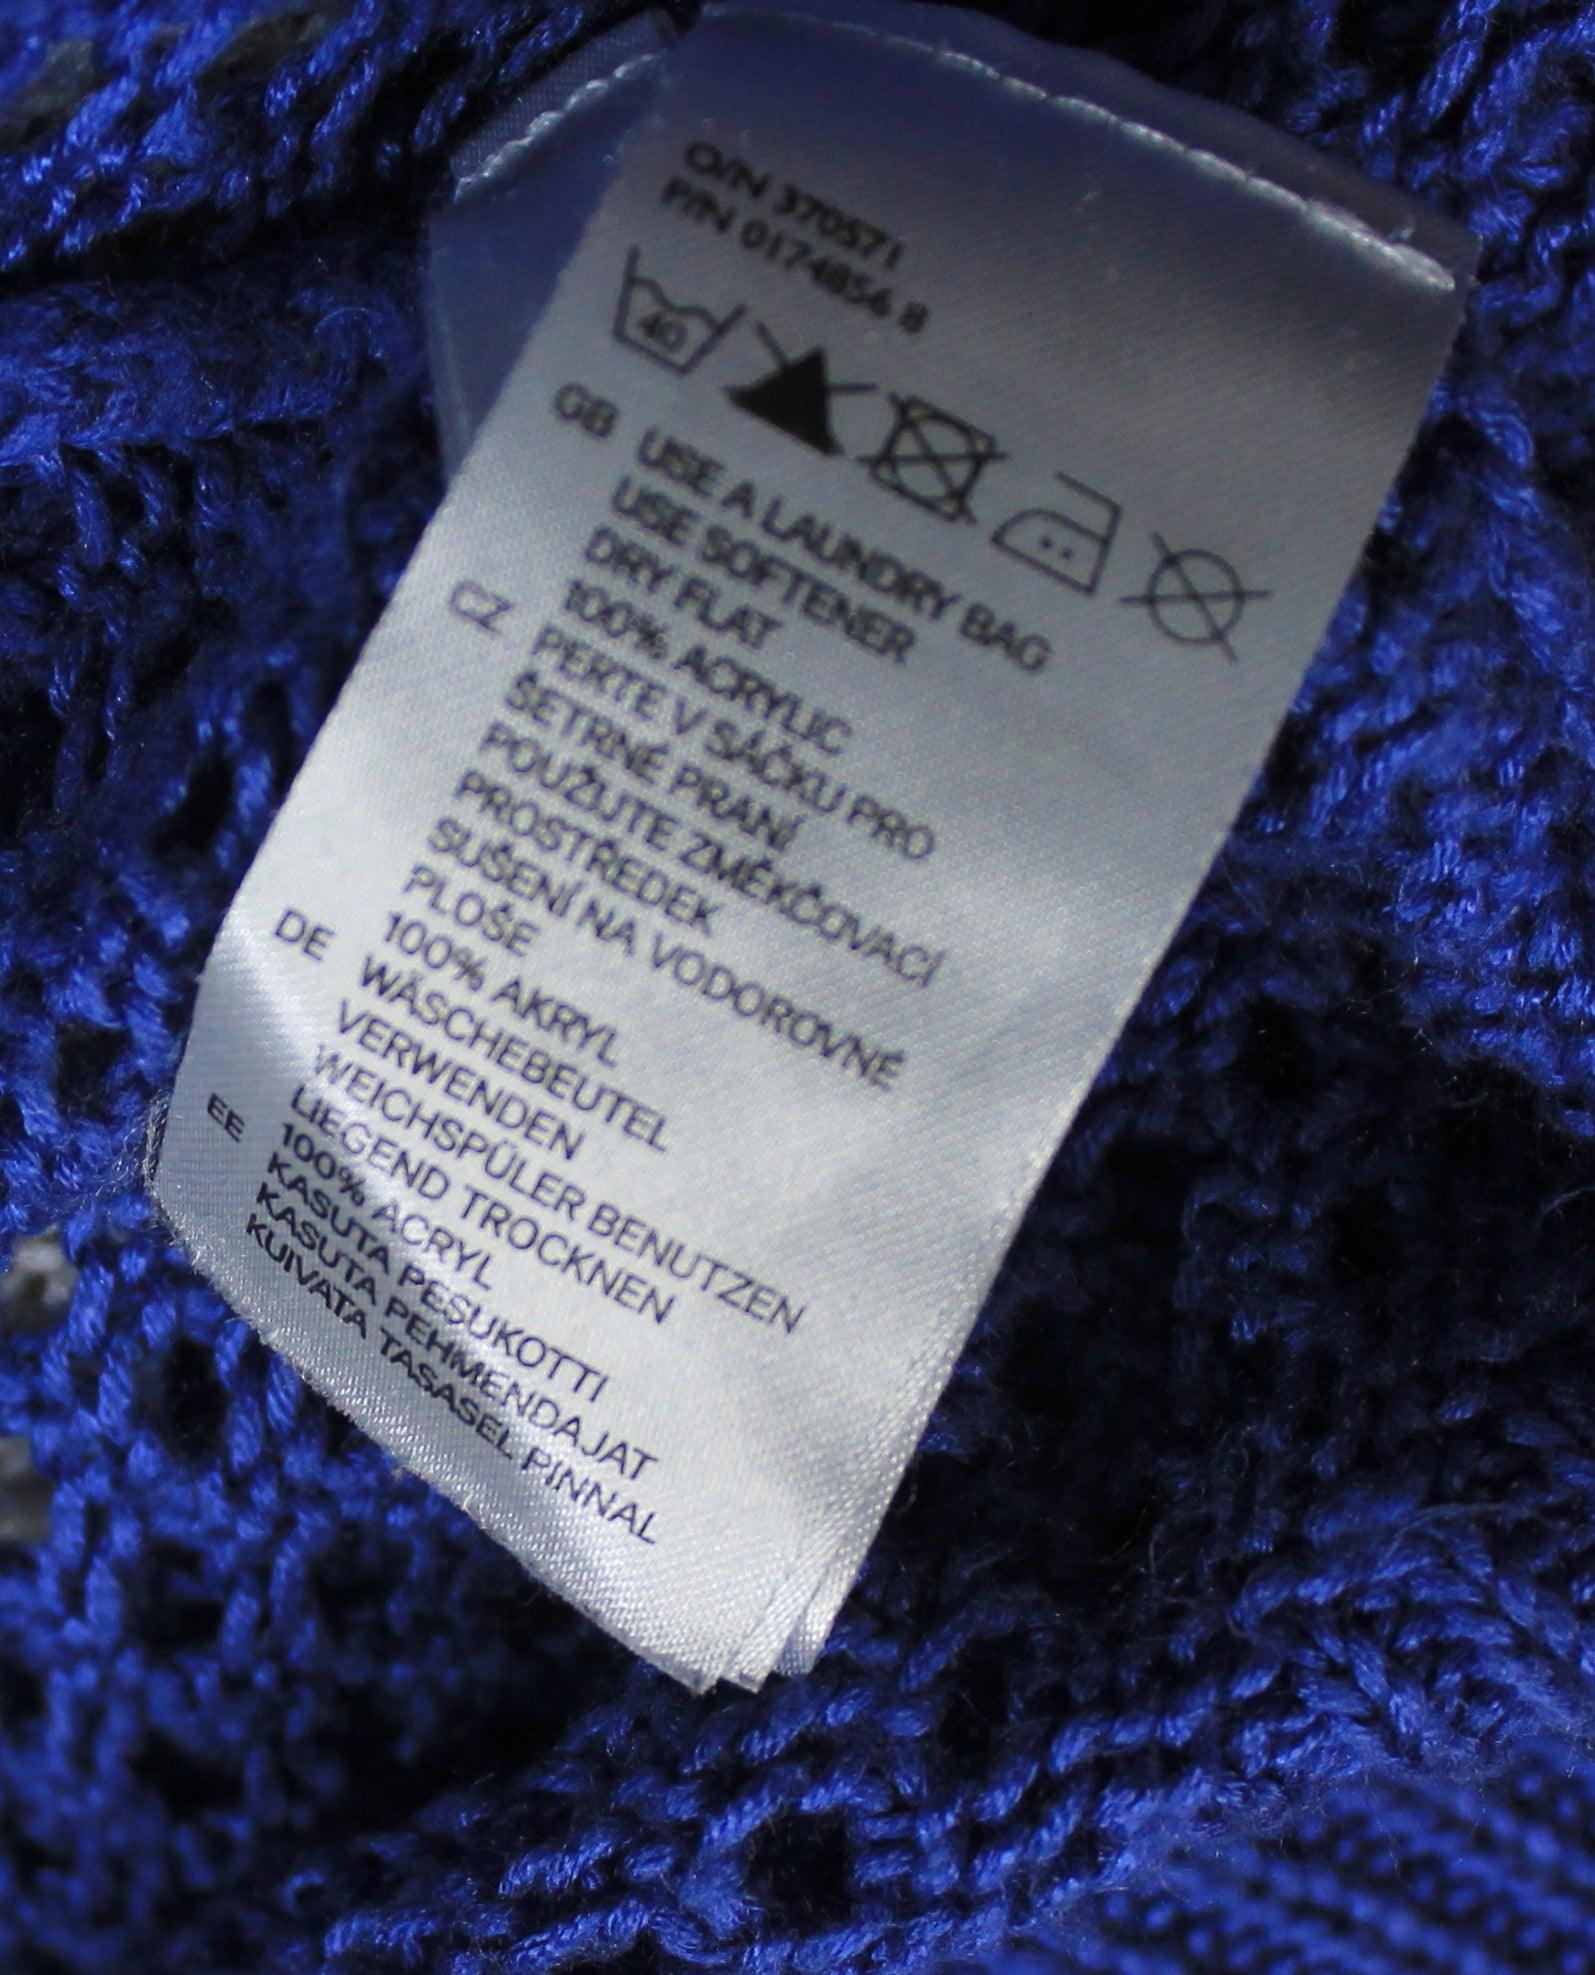 O/N 370571
P/N 0174856 8
40
GB USE A LAUNDRY BAG
USE SOFTENER
DRY FLAT
100% ACRYLIC
CZ PERTE V SÁČKU PRO
ŠETRNÉ PRANÍ
POUŽIJTE ZMĚKČOVACÍ
PROSTŘEDEK
SUŠENÍ NA VODOROVNÉ
PLOŠE
100% AKRYL
DE WÄSCHEBEUTEL
VERWENDEN
WEICHSPÜLER BENUTZEN
LIEGEND TROCKNEN
100% ACRYL
EE KASUTA PESUKOTTI
KASUTA PEHMENDAJAT
KUIVATA TASASEL PINNAL